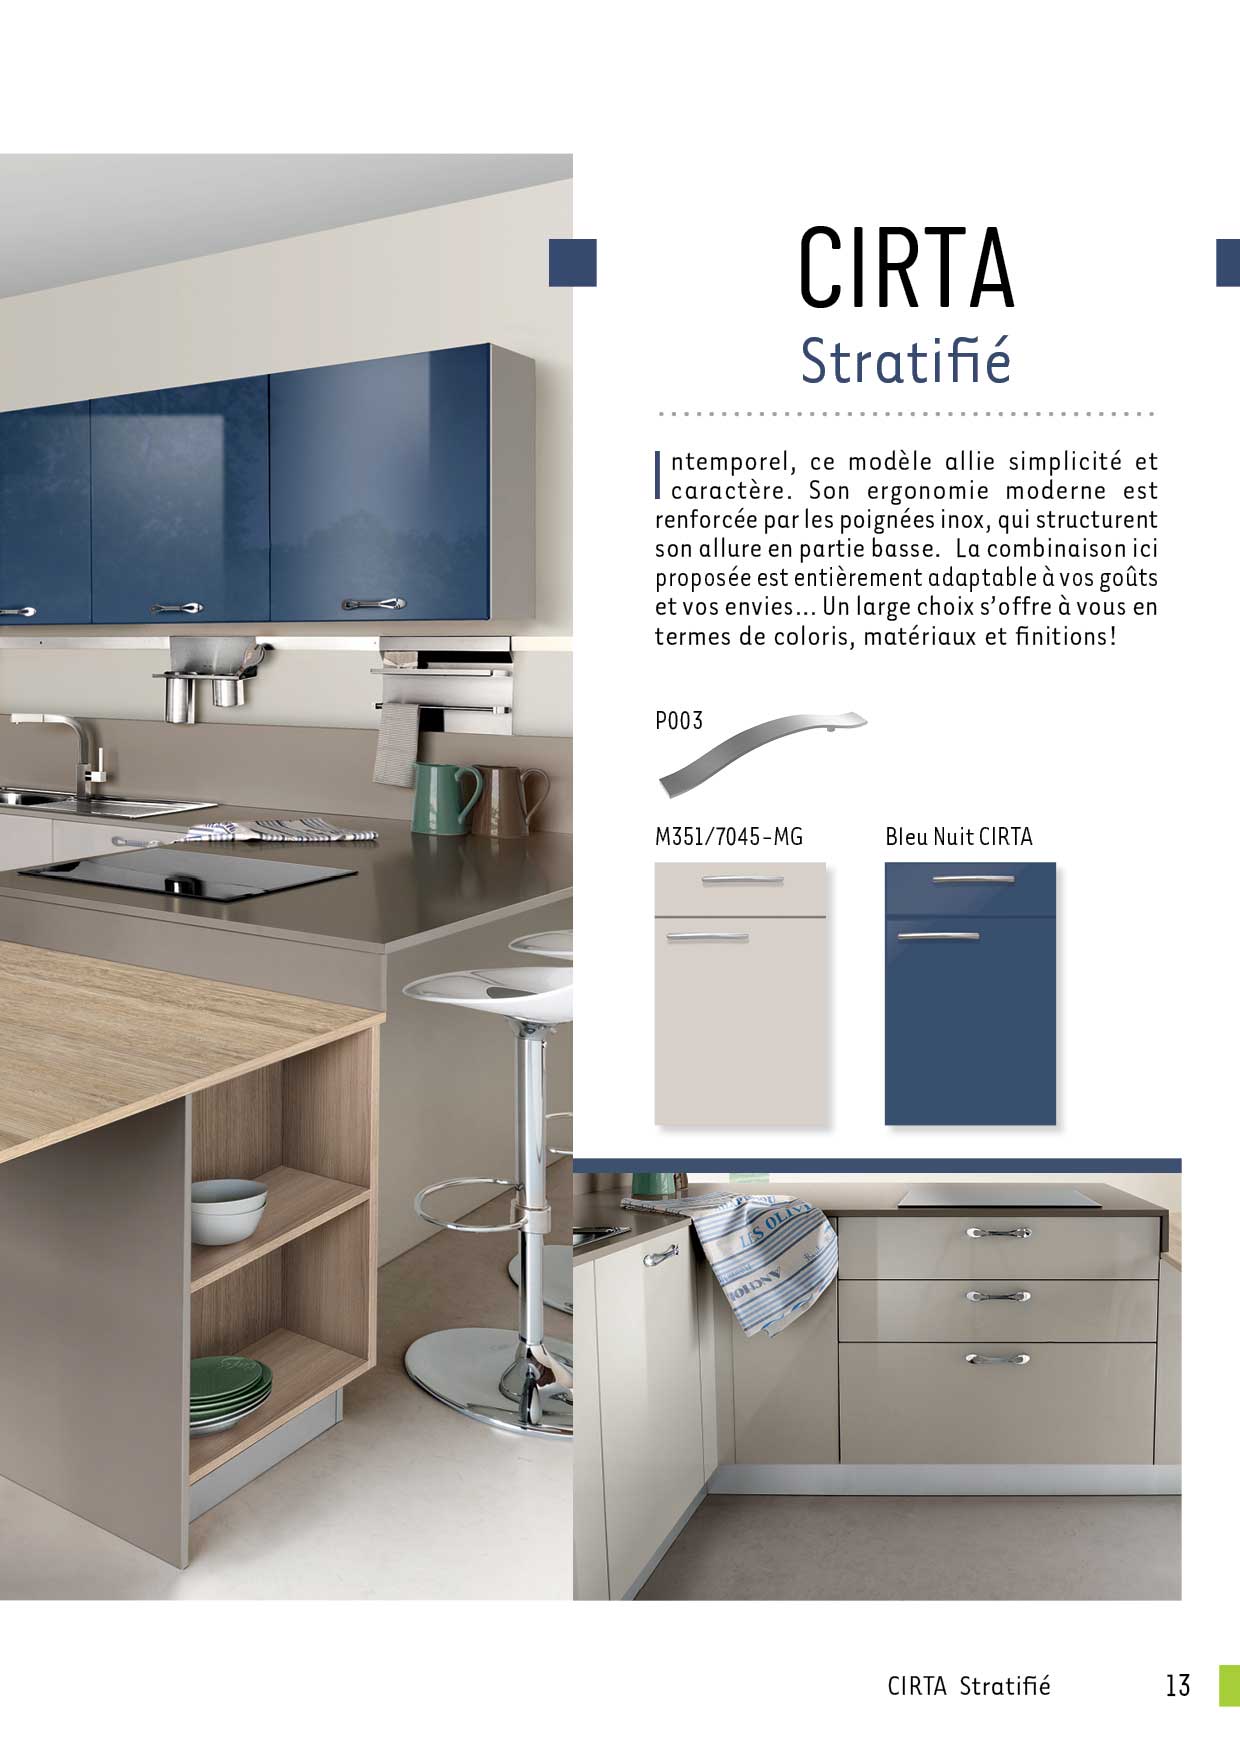 CIRTA
Stratifié
Intemporel, ce modèle allie simplicité et
caractère. Son ergonomie moderne est
renforcée par les poignées inox, qui structurent
son allure en partie basse. La combinaison ici
proposée est entièrement adaptable à vos goûts
et vos envies... Un large choix s’offre à vous en
termes de coloris, matériaux et finitions!
P003
M351/7045-MG
Bleu Nuit CIRTA
LES OLIV
ANCHO
CIRTA Stratifié
13